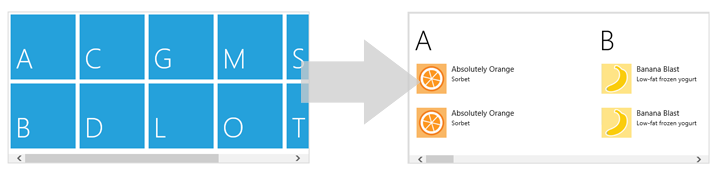 A C G M S
B D L O T
A
Absolutely Orange
Sorbet
Absolutely Orange
Sorbet
B
Banana Blast
Low-fat frozen yogurt
Banana Blast
Low-fat frozen yogurt